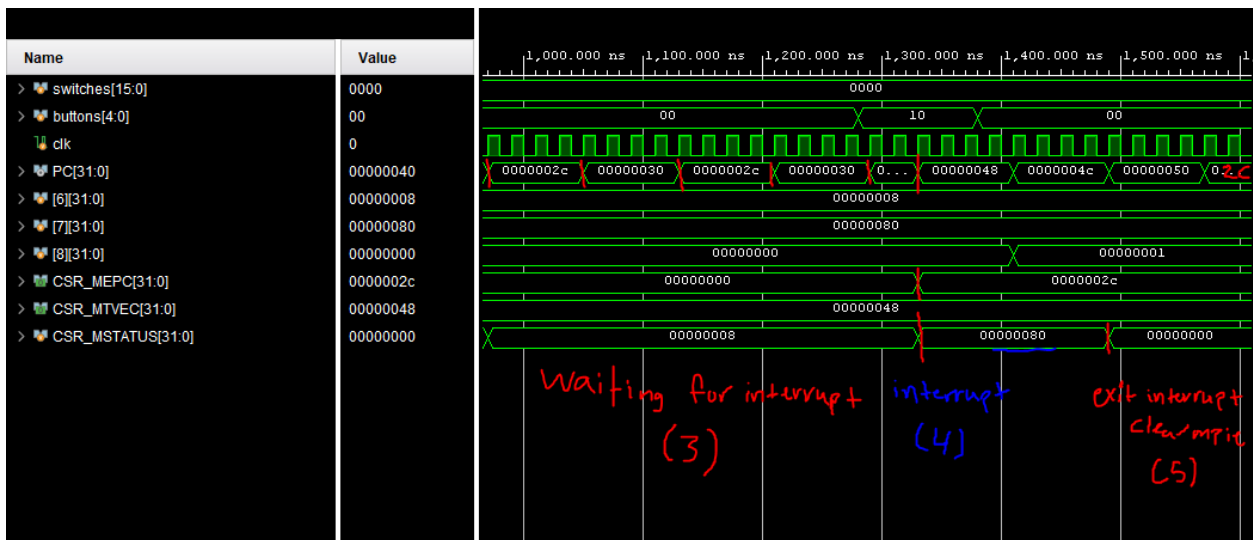 Name Value
1,000.000 ns 1,100.000 ns 1,200.000 ns 1,300.000 ns 1,400.000 ns 1,500.000 ns 1,
switches[15:0] 0000 0000
buttons[4:0] 00 00 10 00
clk 0
PC[31:0] 00000040 0000002c 00000030 0000002c 00000030 0... 00000048 0000004c 00000050 0... 2C
[6][31:0] 00000008 00000008
[7][31:0] 00000080 00000080
[8][31:0] 00000000 00000000 00000001
CSR_MEPC[31:0] 0000002c 00000000 0000002c
CSR_MTVEC[31:0] 00000048 00000048
CSR_MSTATUS[31:0] 00000000 00000008 00000080 00000000
Waiting for interrupt interrupt exit interrupt
clear mpie
(3) (4) (5)